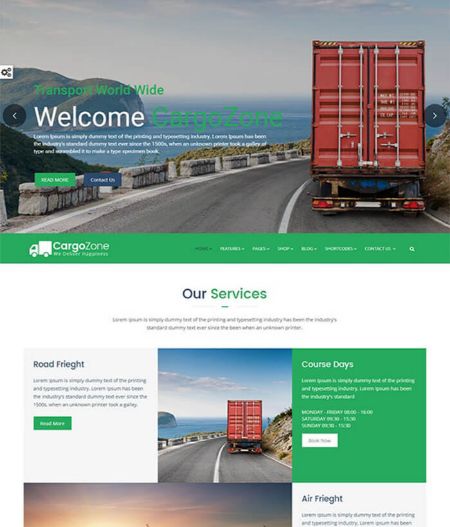 Transport World Wide
Welcome CargoZone
Lorem Ipsum is simply dummy text of the printing and typesetting industry. Lorem Ipsum has been
the industry's standard dummy text ever since the 1500s, when an unknown printer took a galley of
type and scrambled it to make a type specimen book.
READ MORE
Contact Us
CargoZone
We Deliver Happiness
HOME
FEATURES
PAGES
SHOP
BLOG
SHORTCODES
CONTACT US
Our Services
Lorem Ipsum is simply dummy text of the printing and typesetting industry. Lorem Ipsum has been the industry's
standard dummy text ever since the 1500s, when an unknown printer.
Road Frieght
Lorem Ipsum is simply dummy text of
the printing and typesetting industry.
Lorem Ipsum has been the industry's
standard dummy text ever since the
1500s, when an unknown printer took
a galley.
Read More
Course Days
Lorem Ipsum is simply dummy text of
the printing and typesetting industry.
Lorem Ipsum has been the industry's
standard
MONDAY - FRIDAY 08:00 - 16:00
SATURDAY 09:30 - 15:30
SUNDAY 09:30 - 15:30
Book Now
Air Frieght
Lorem Ipsum is simply dummy text of
the printing and typesetting industry.